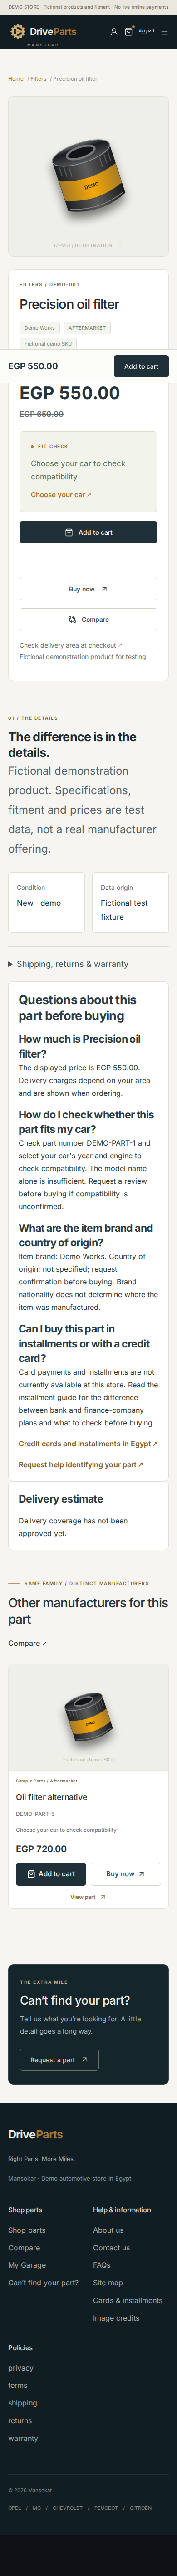 DEMO STORE · Fictional products and fitment · No live online payments
DriveParts
MANSOKAR
العربية
Home / Filters / Precision oil filter
DEMO
DEMO / ILLUSTRATION
FILTERS / DEMO-001
Precision oil filter
Demo Works
AFTERMARKET
Fictional demo SKU
EGP 550.00
Add to cart
EGP 550.00
EGP 650.00
FIT CHECK
Choose your car to check
compatibility
Choose your car ↗
Add to cart
Buy now ↗
Compare
Check delivery area at checkout ↗
Fictional demonstration product for testing.
01 / THE DETAILS
The difference is in the
details.
Fictional demonstration
product. Specifications,
fitment and prices are test
data, not a real manufacturer
offering.
Condition
New · demo
Data origin
Fictional test
fixture
Shipping, returns & warranty
Questions about this
part before buying
How much is Precision oil
filter?
The displayed price is EGP 550.00.
Delivery charges depend on your area
and are shown when ordering.
How do I check whether this
part fits my car?
Check part number DEMO-PART-1 and
select your car's year and engine to
check compatibility. The model name
alone is insufficient. Request a review
before buying if compatibility is
unconfirmed.
What are the item brand and
country of origin?
Item brand: Demo Works. Country of
origin: not specified; request
confirmation before buying. Brand
nationality does not determine where the
item was manufactured.
Can I buy this part in
installments or with a credit
card?
Card payments and installments are not
currently available at this store. Read the
installment guide for the difference
between bank and finance-company
plans and what to check before buying.
Credit cards and installments in Egypt ↗
Request help identifying your part ↗
Delivery estimate
Delivery coverage has not been
approved yet.
SAME FAMILY / DISTINCT MANUFACTURERS
Other manufacturers for this
part
Compare ↗
DEMO
Fictional demo SKU
Sample Parts / Aftermarket
Oil filter alternative
DEMO-PART-5
Choose your car to check compatibility
EGP 720.00
Add to cart
Buy now ↗
View part ↗
THE EXTRA MILE
Can't find your part?
Tell us what you're looking for. A little
detail goes a long way.
Request a part ↗
DriveParts
Right Parts. More Miles.
Mansokar · Demo automotive store in Egypt
Shop parts
Shop parts
Compare
My Garage
Can't find your part?
Help & information
About us
Contact us
FAQs
Site map
Cards & installments
Image credits
Policies
privacy
terms
shipping
returns
warranty
© 2026 Mansokar
OPEL / MG / CHEVROLET / PEUGEOT / CITROËN